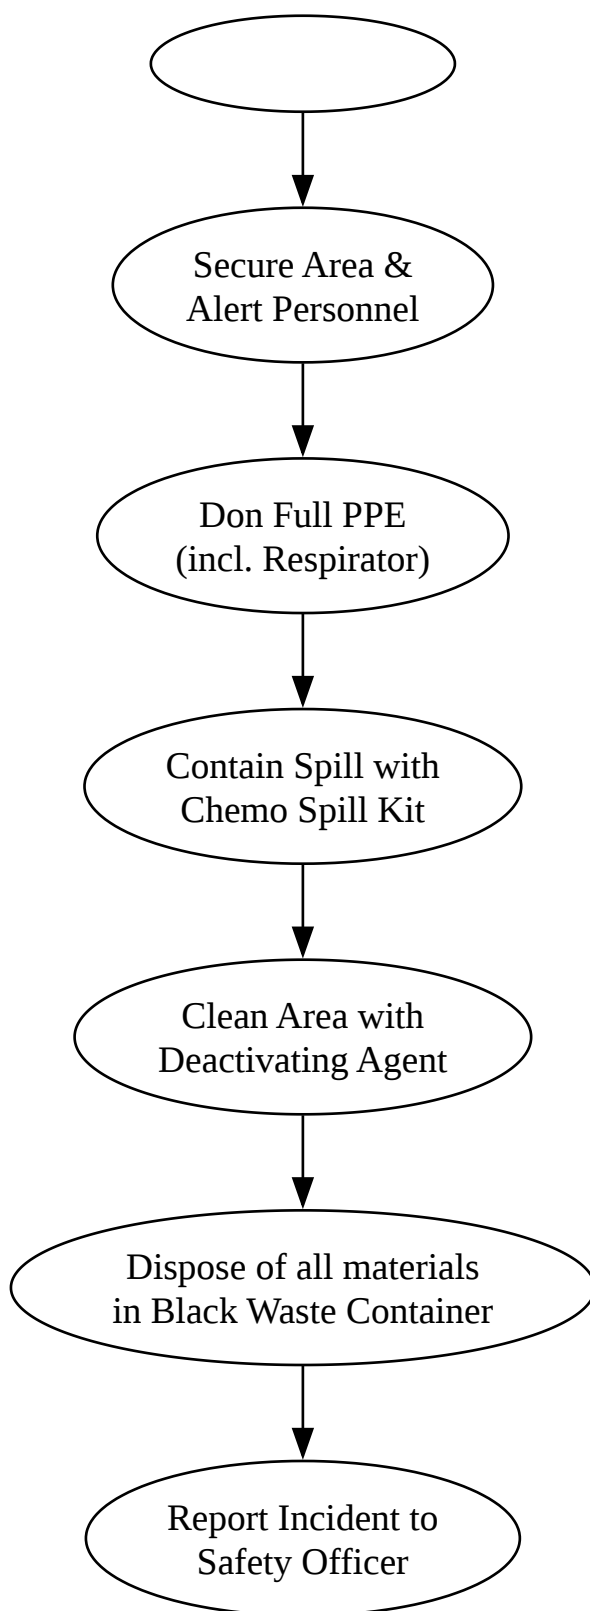 Secure Area &
Alert Personnel
Don Full PPE
(incl. Respirator)
Contain Spill with
Chemo Spill Kit
Clean Area with
Deactivating Agent
Dispose of all materials
in Black Waste Container
Report Incident to
Safety Officer